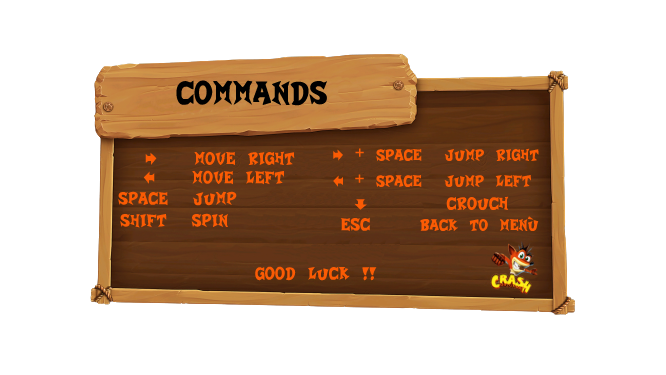 COMMANDS
→ MOVE RIGHT
← MOVE LEFT
SPACE JUMP
SHIFT SPIN
→ + SPACE JUMP RIGHT
← + SPACE JUMP LEFT
↓ CROUCH
ESC BACK TO MENÙ
GOOD LUCK !!
CRASH